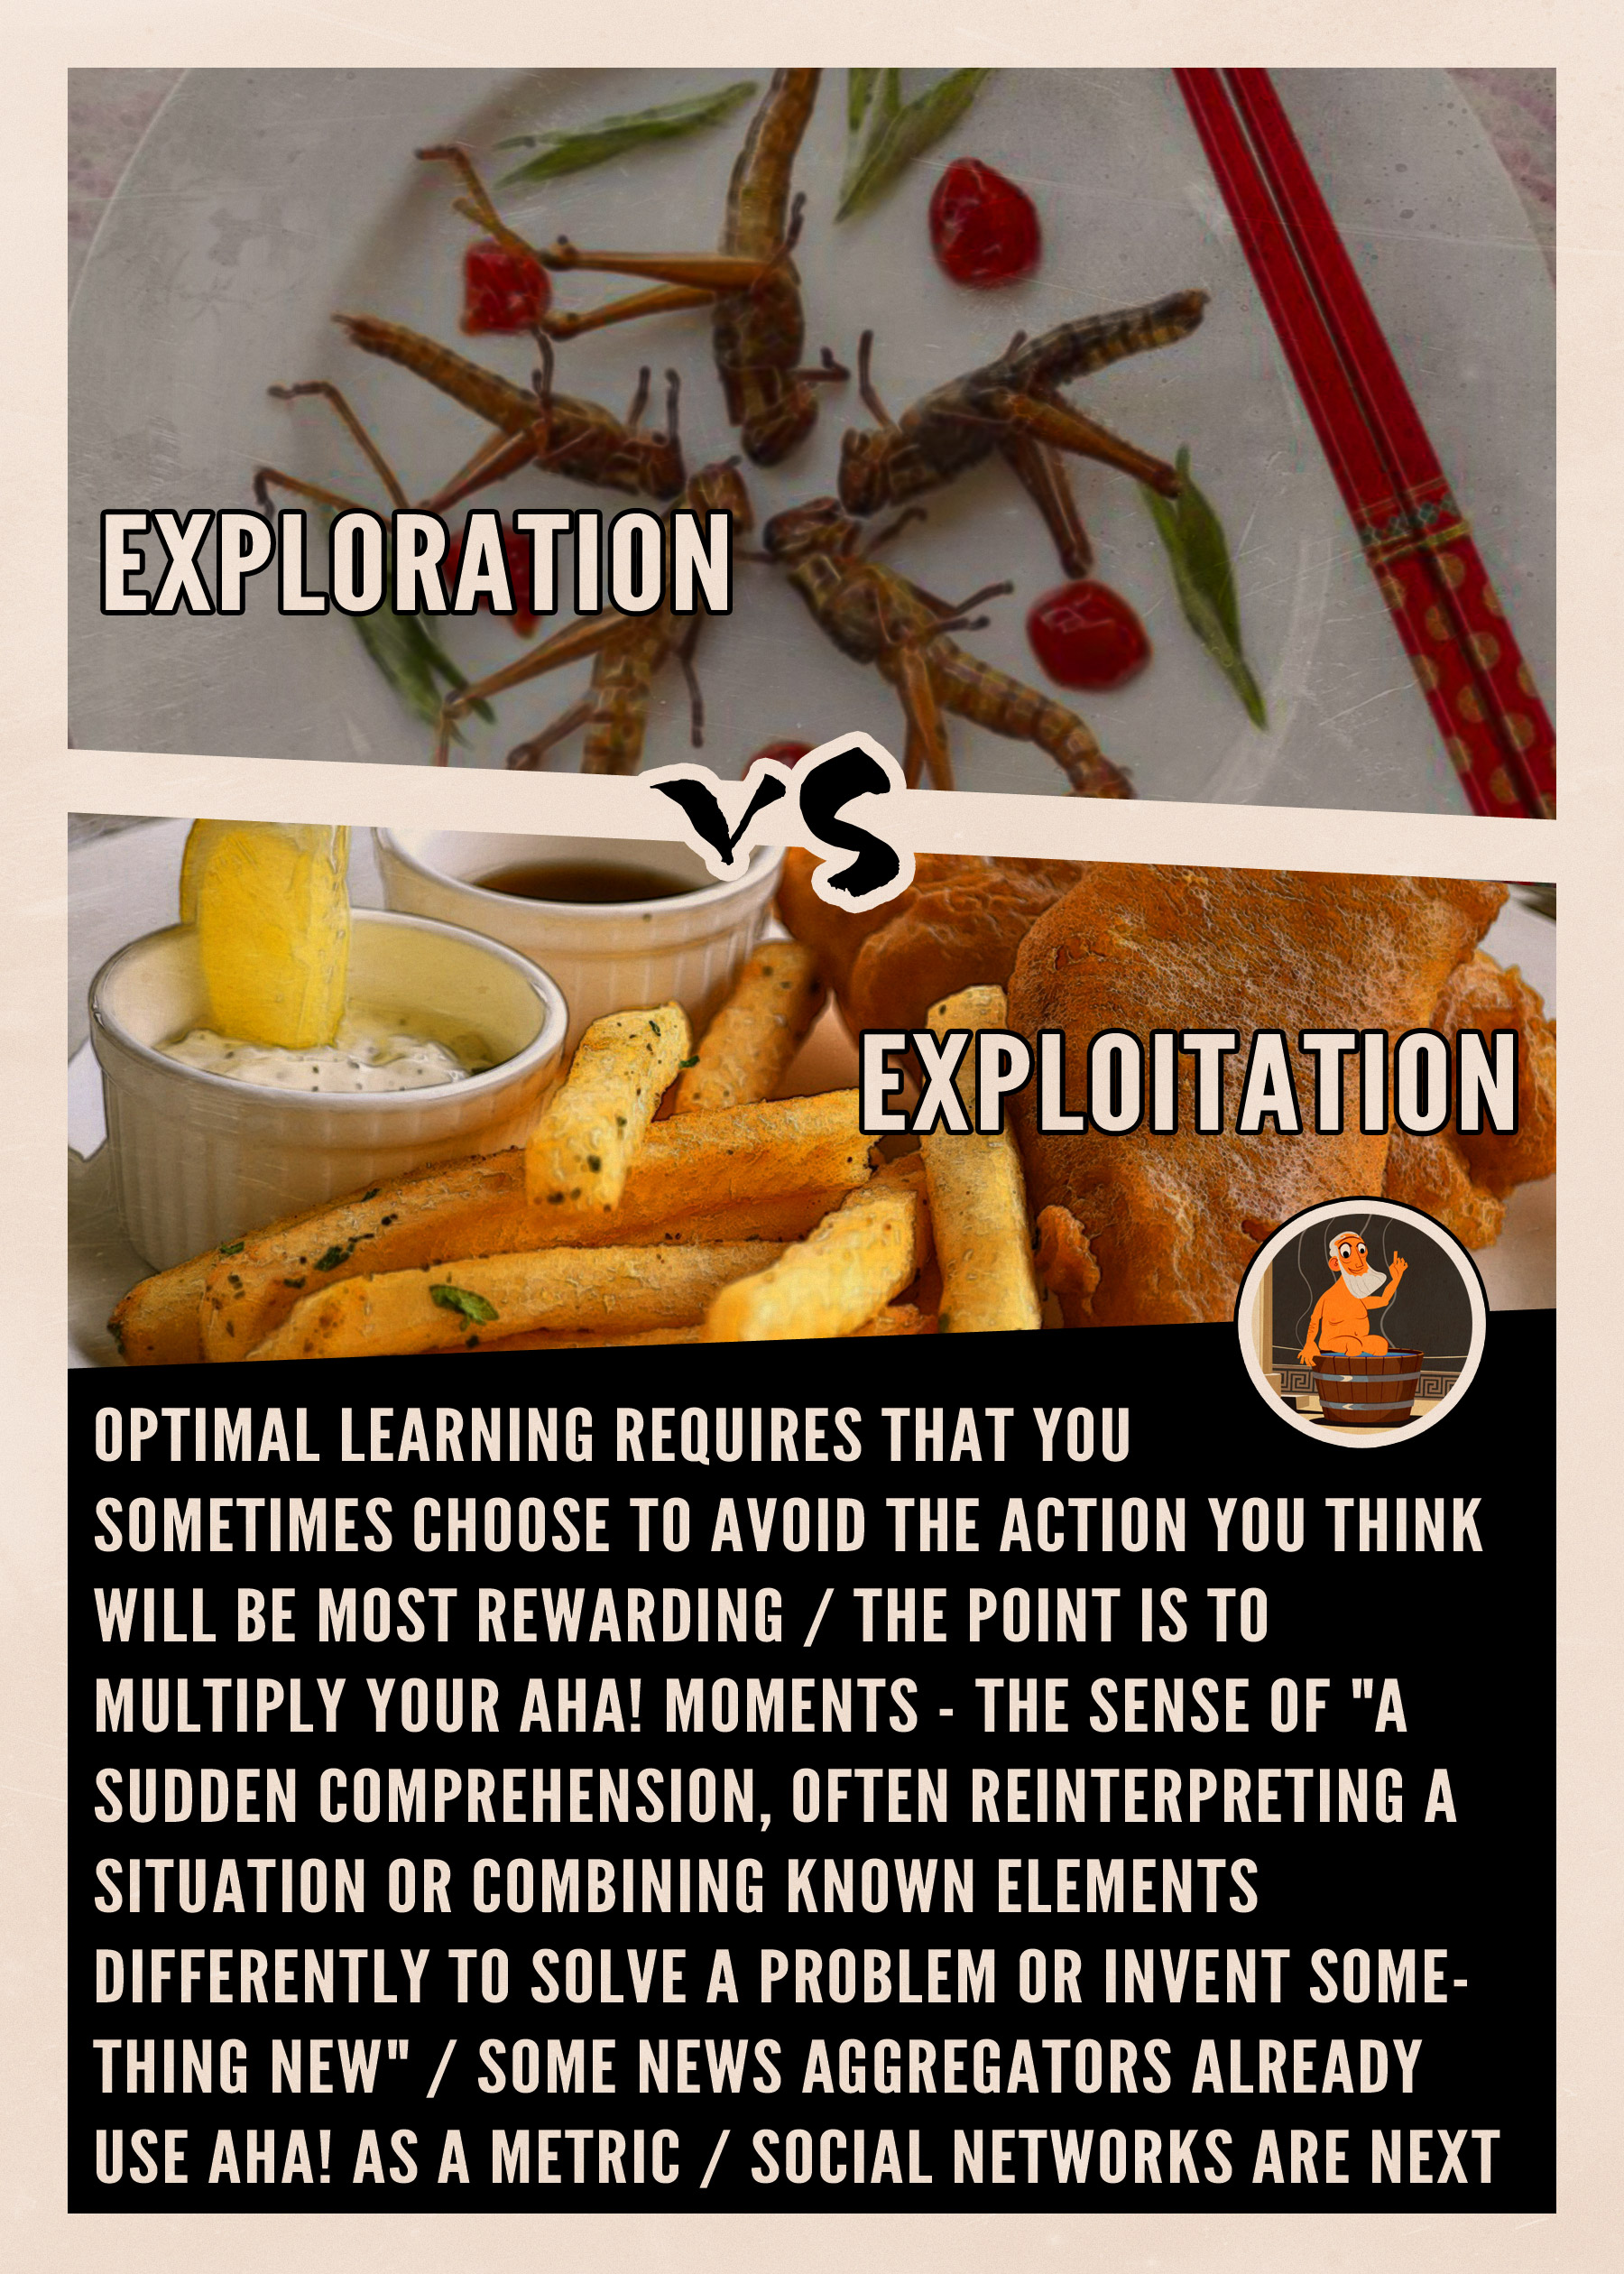 EXPLORATION
VS
EXPLOITATION
OPTIMAL LEARNING REQUIRES THAT YOU
SOMETIMES CHOOSE TO AVOID THE ACTION YOU THINK
WILL BE MOST REWARDING / THE POINT IS TO
MULTIPLY YOUR AHA! MOMENTS - THE SENSE OF "A
SUDDEN COMPREHENSION, OFTEN REINTERPRETING A
SITUATION OR COMBINING KNOWN ELEMENTS
DIFFERENTLY TO SOLVE A PROBLEM OR INVENT SOME-
THING NEW" / SOME NEWS AGGREGATORS ALREADY
USE AHA! AS A METRIC / SOCIAL NETWORKS ARE NEXT